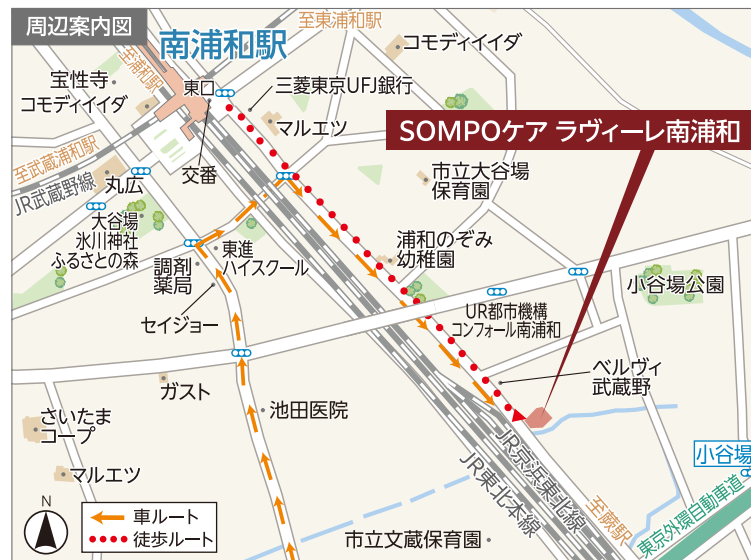 周辺案内図
至東浦和駅
コモディイイダ
南浦和駅
至浦和駅
宝性寺
コモディイイダ
東口
三菱東京UFJ銀行
マルエツ
SOMPOケア ラヴィーレ南浦和
至武蔵浦和駅
JR武蔵野線
丸広
交番
市立大谷場
保育園
大谷場
氷川神社
ふるさとの森
東進
ハイスクール
調剤
薬局
浦和のぞみ
幼稚園
セイジョー
小谷場公園
UR都市機構
コンフォール南浦和
ベルヴィ
武蔵野
ガスト
池田医院
さいたま
コープ
マルエツ
JR京浜東北線
JR東北本線
至蕨駅
小谷場
東京外環自動車道
市立文蔵保育園
N
車ルート
徒歩ルート